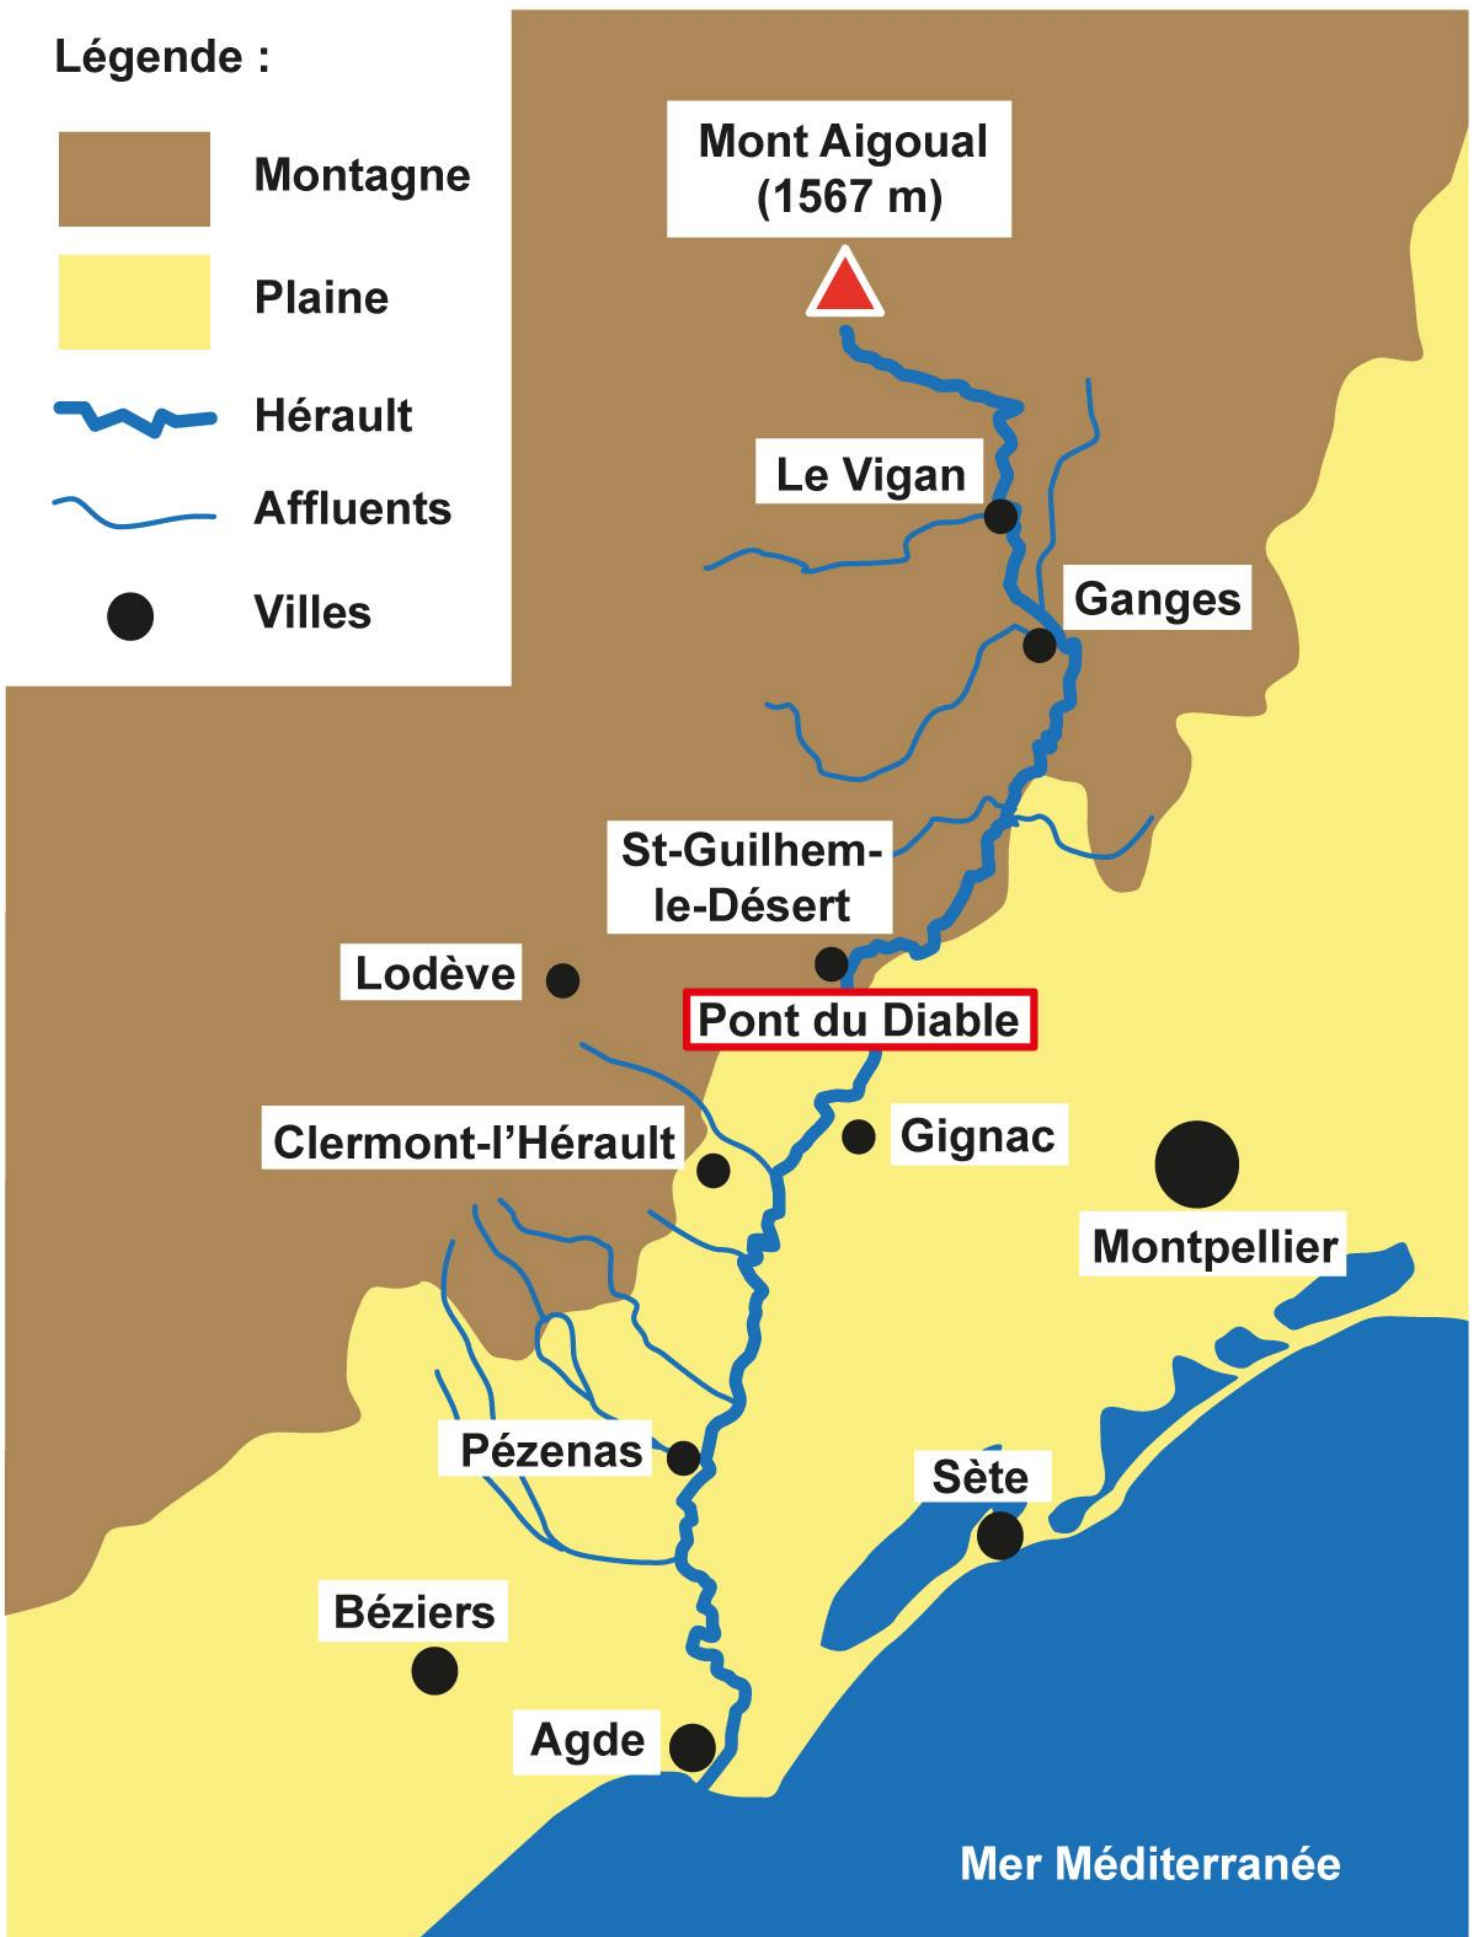 Légende :
Montagne
Plaine
Hérault
Affluents
Villes
Mont Aigoual
(1567 m)
Le Vigan
Ganges
St-Guilhem-
le-Désert
Lodève
Pont du Diable
Clermont-l'Hérault
Gignac
Montpellier
Pézenas
Sète
Béziers
Agde
Mer Méditerranée